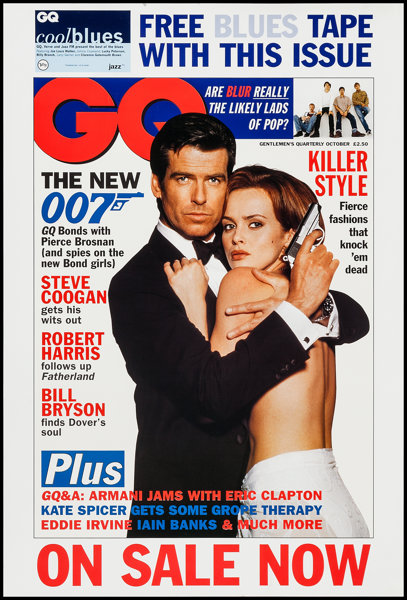 GQ
coolblues
jazz
FREE BLUES TAPE
WITH THIS ISSUE
GQ
ARE BLUR REALLY
THE LIKELY LADS
OF POP?
GENTLEMEN'S QUARTERLY OCTOBER £2.50
THE NEW
007
GQ Bonds with
Pierce Brosnan
(and spies on the
new Bond girls)
KILLER
STYLE
Fierce
fashions
that
knock
'em
dead
STEVE
COOGAN
gets his
wits out
ROBERT
HARRIS
follows up
Fatherland
BILL
BRYSON
finds Dover's
soul
Plus
GQ&A: ARMANI JAMS WITH ERIC CLAPTON
KATE SPICER GETS SOME GROPE THERAPY
EDDIE IRVINE IAIN BANKS & MUCH MORE
ON SALE NOW